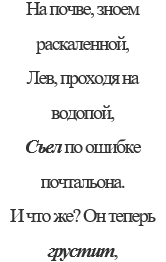 На почве, зноем
раскаленной,
Лев, проходя на
водопой,
Съел по ошибке
почтальона.
И что же? Он теперь
грустит,